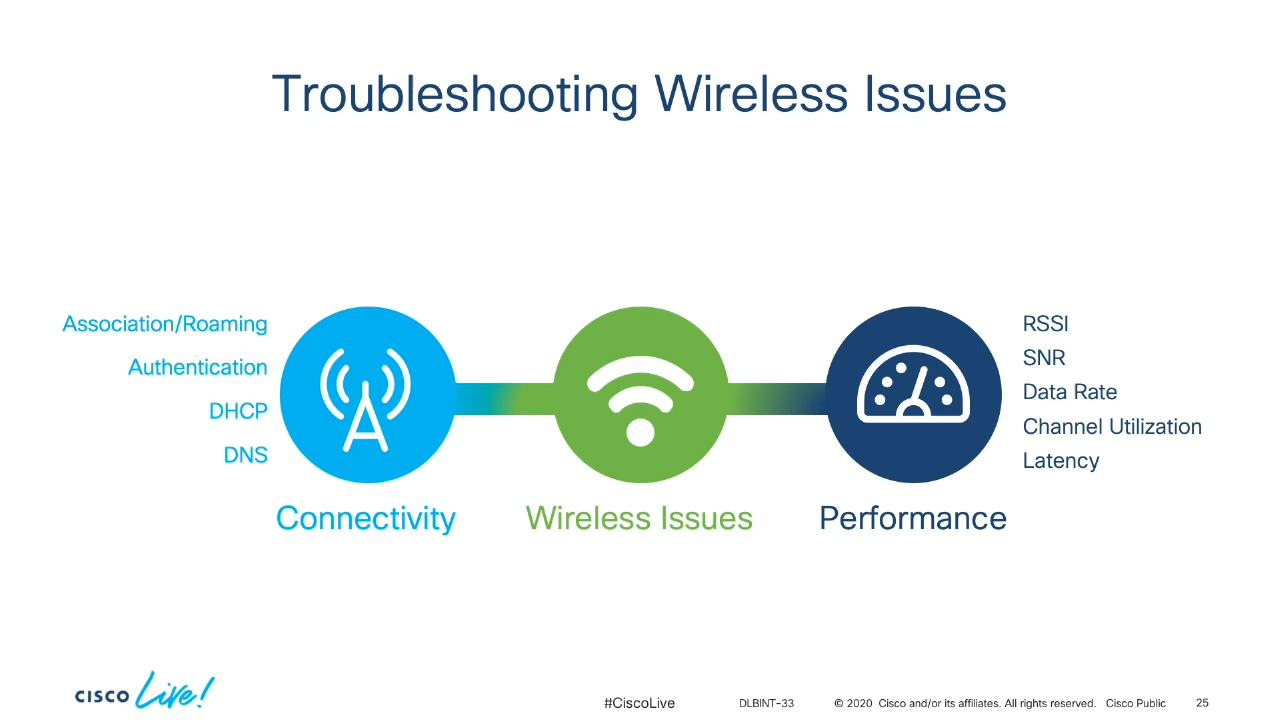 Troubleshooting Wireless Issues
Association/Roaming
Authentication
DHCP
DNS
Connectivity
Wireless Issues
Performance
RSSI
SNR
Data Rate
Channel Utilization
Latency
CISCO Live!
#CiscoLive
DLBINT-33
© 2020 Cisco and/or its affiliates. All rights reserved. Cisco Public
25